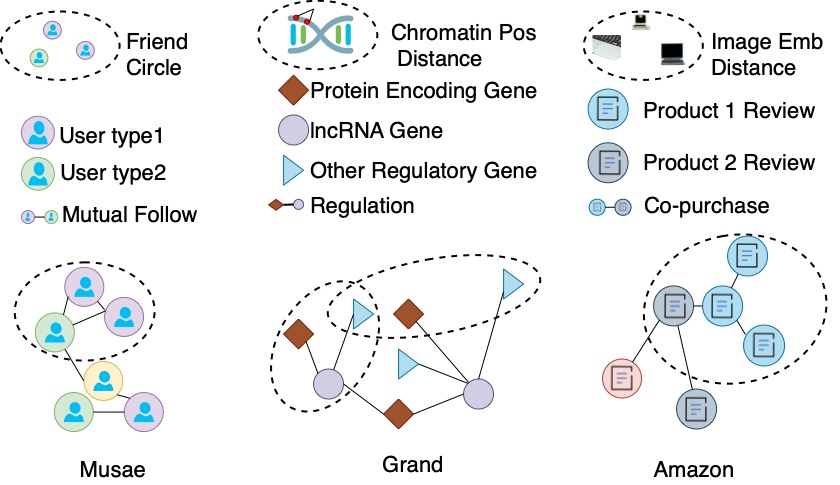 Friend
Circle
User type1
User type2
Mutual Follow
Musae
Chromatin Pos
Distance
Protein Encoding Gene
lncRNA Gene
Other Regulatory Gene
Regulation
Grand
Image Emb
Distance
Product 1 Review
Product 2 Review
Co-purchase
Amazon